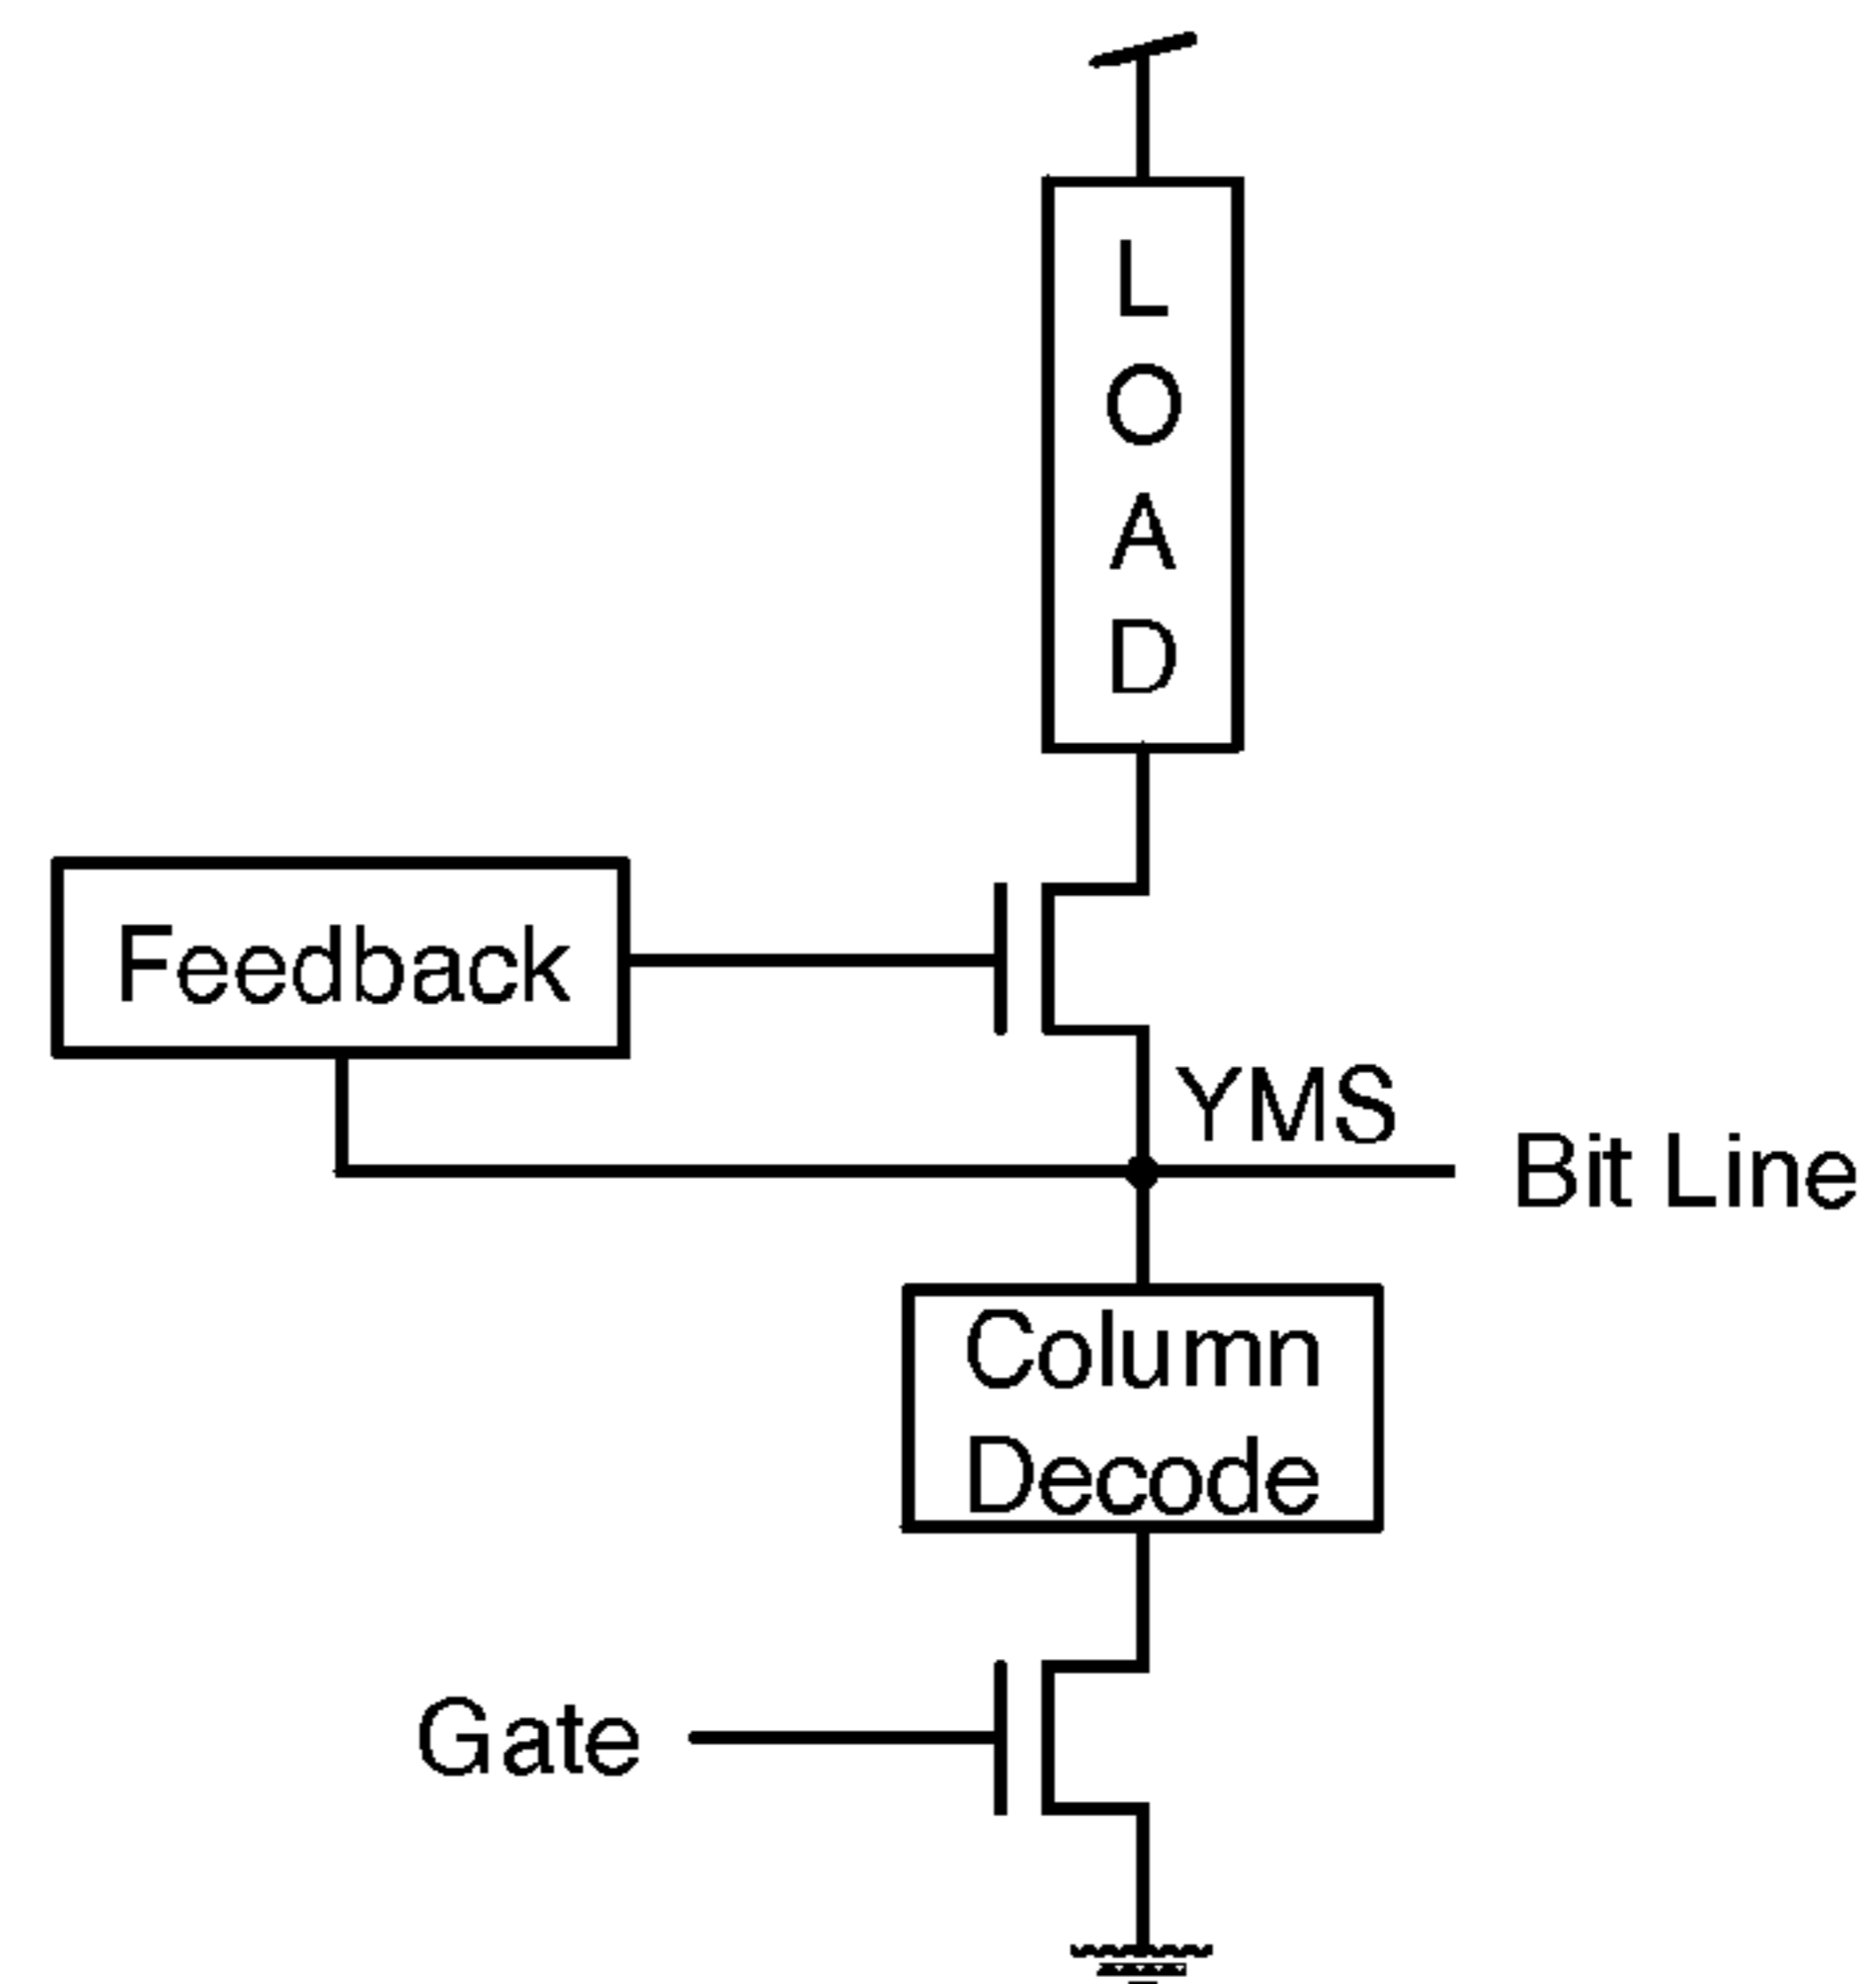 L
O
A
D
Feedback
YMS
Bit Line
Column
Decode
Gate